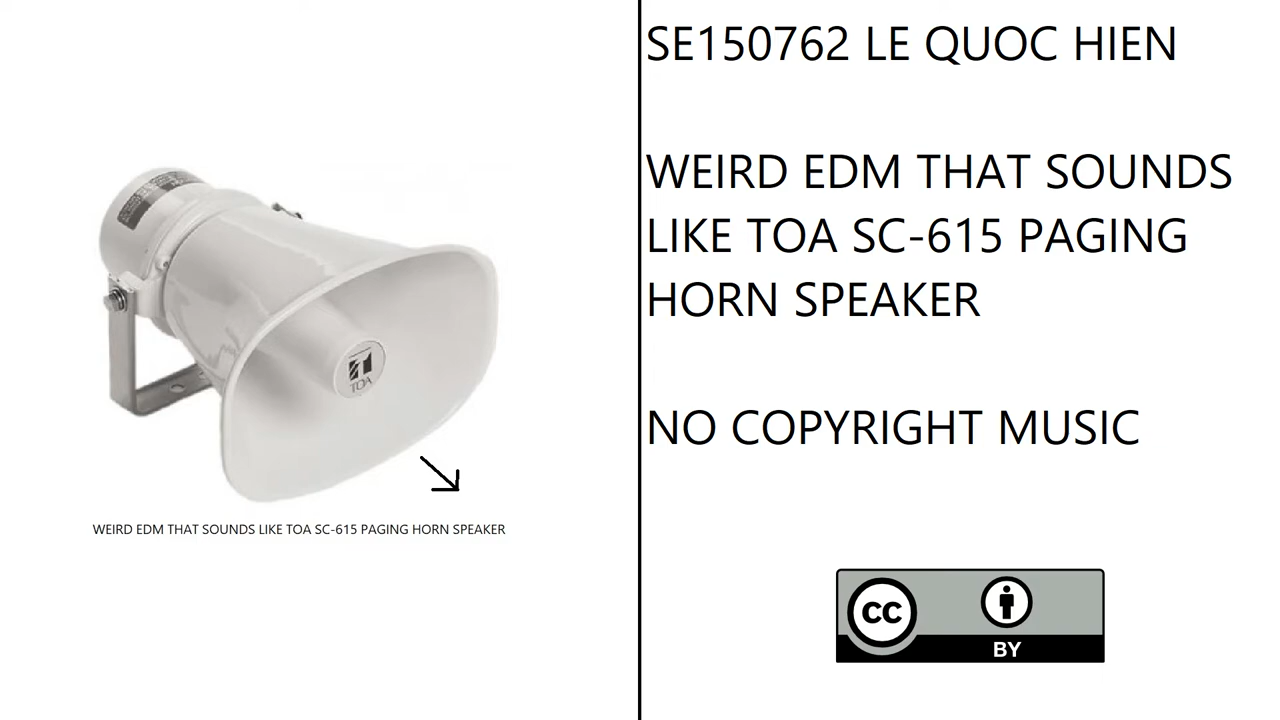 TOA
WEIRD EDM THAT SOUNDS LIKE TOA SC-615 PAGING HORN SPEAKER
SE150762 LE QUOC HIEN
WEIRD EDM THAT SOUNDS
LIKE TOA SC-615 PAGING
HORN SPEAKER
NO COPYRIGHT MUSIC
CC
BY